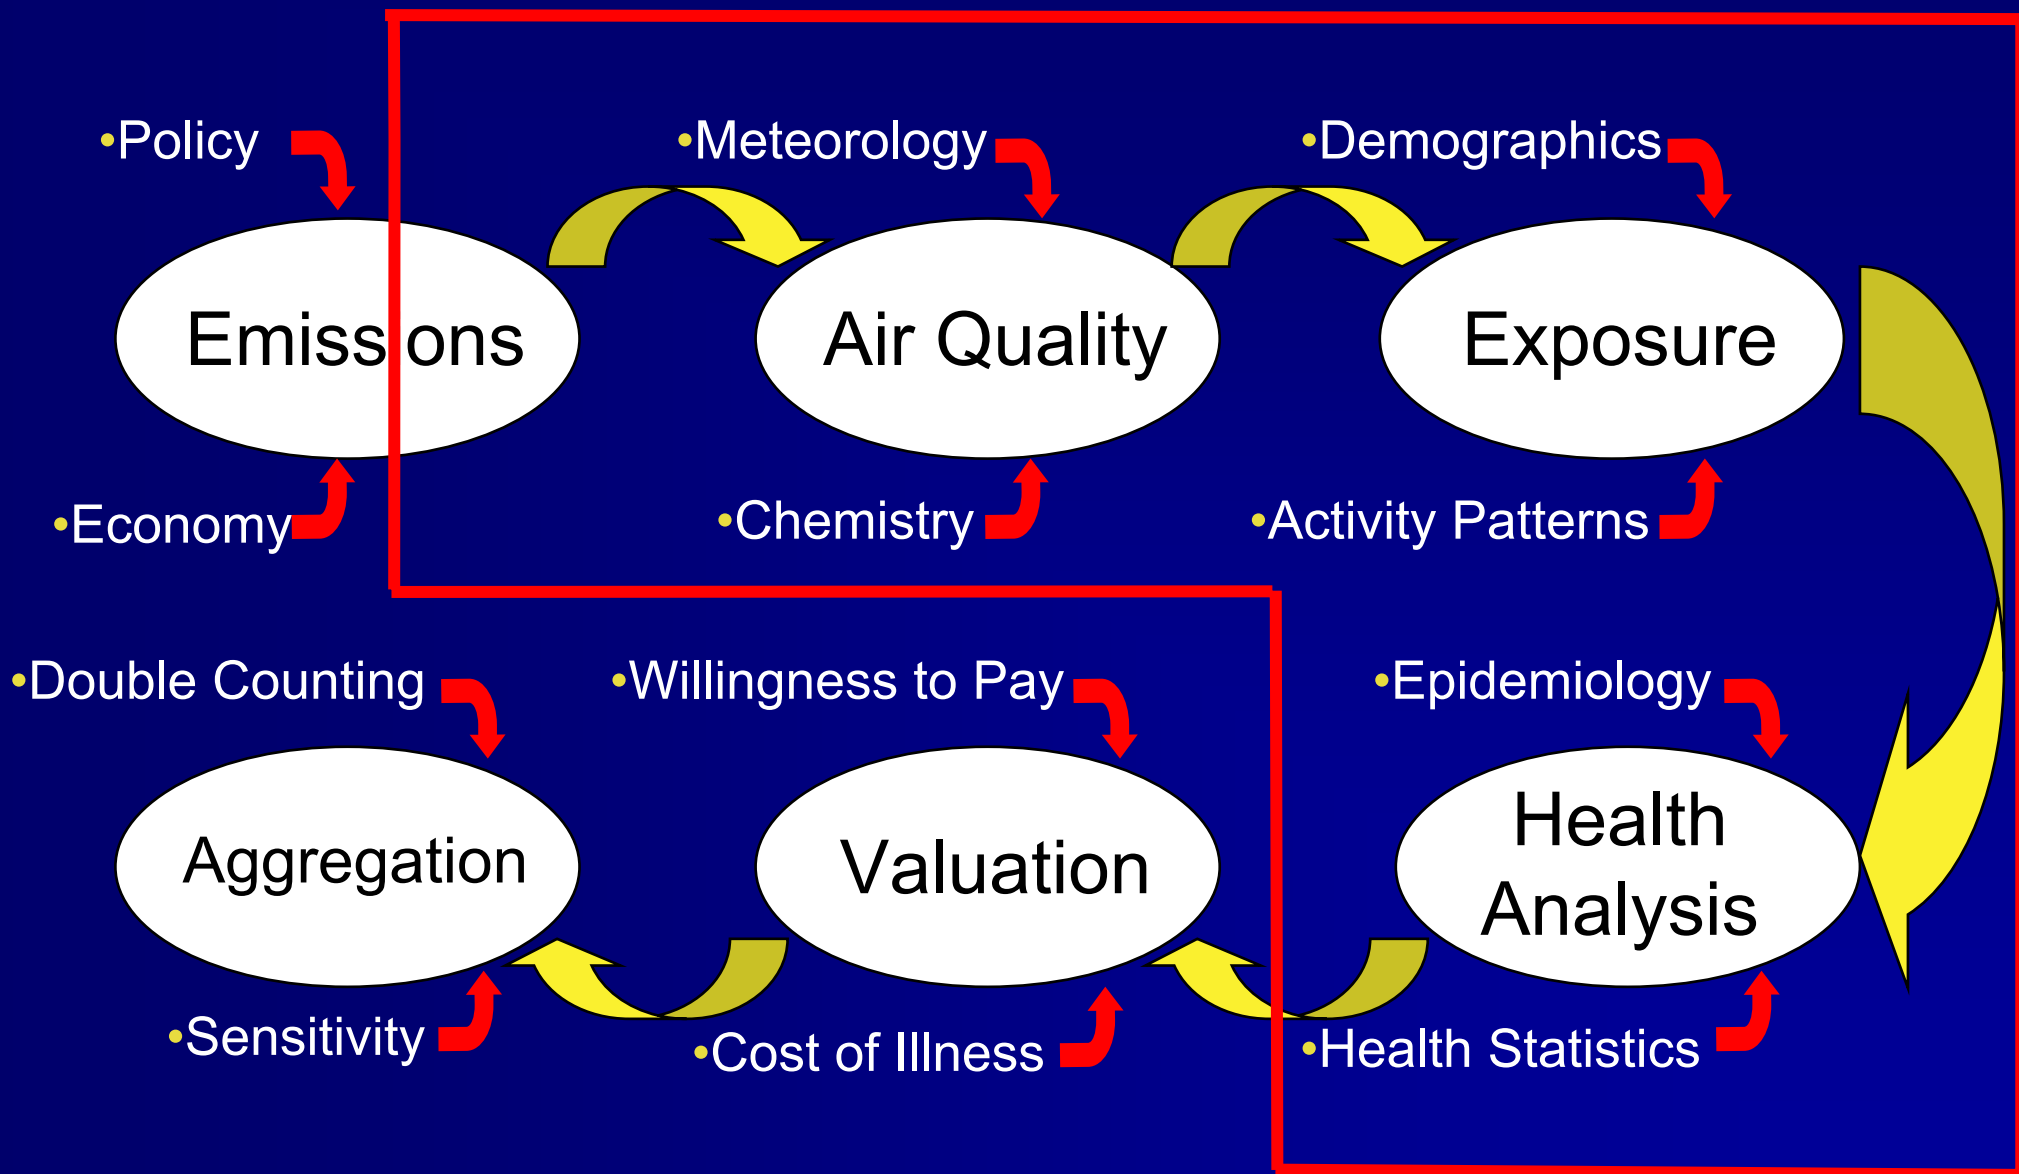 •Policy
•Meteorology
•Demographics
Emissions
Air Quality
Exposure
•Economy
•Chemistry
•Activity Patterns
•Double Counting
•Willingness to Pay
•Epidemiology
Aggregation
Valuation
Health
Analysis
•Sensitivity
•Cost of Illness
•Health Statistics